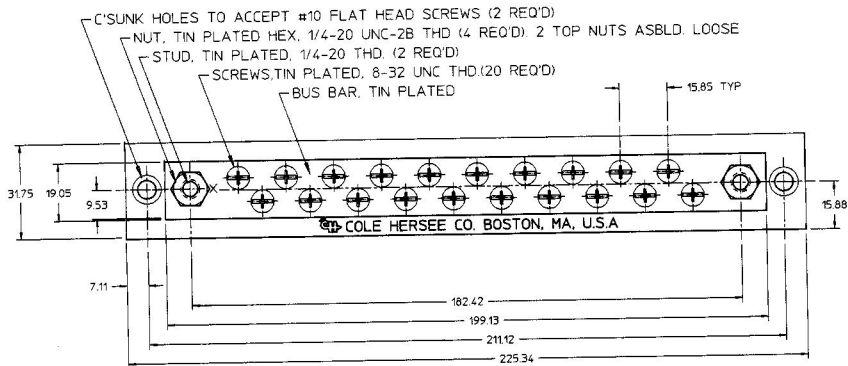 C'SUNK HOLES TO ACCEPT #10 FLAT HEAD SCREWS (2 REQ'D)
NUT, TIN PLATED HEX, 1/4-20 UNC-2B THD (4 REQ'D). 2 TOP NUTS ASBLD. LOOSE
STUD, TIN PLATED, 1/4-20 THD. (2 REQ'D)
SCREWS,TIN PLATED, 8-32 UNC THD.(20 REQ'D)
BUS BAR, TIN PLATED
15.85 TYP
31.75
19.05
9.53
15.88
CH COLE HERSEE CO. BOSTON, MA, U.S.A
7.11
182.42
199.13
211.12
225.34